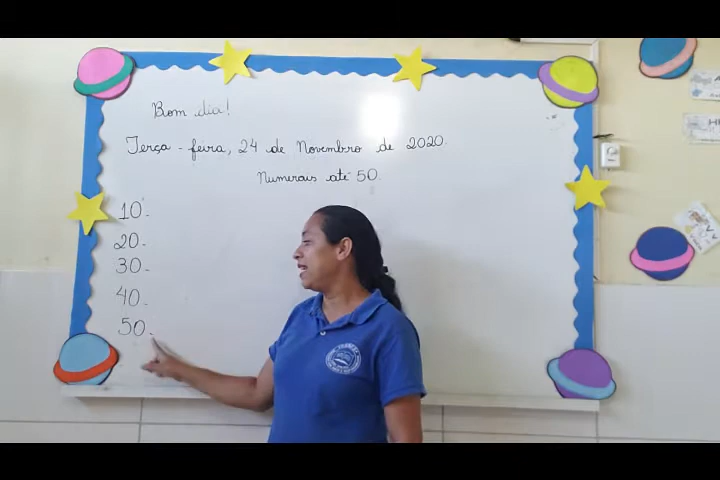 Bom dia!
Terça - feira, 24 de Novembro de 2020.
Numerais até 50.
10-
20-
30-
40-
50-